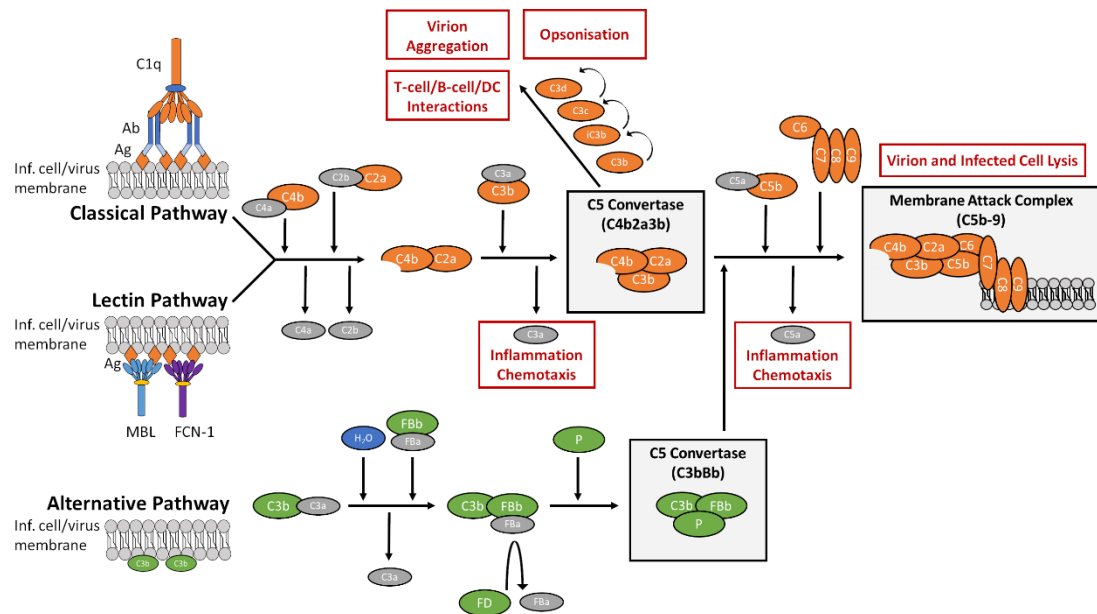 C1q
Ab
Ag
Inf. cell/virus
membrane
Classical Pathway
Lectin Pathway
Inf. cell/virus
membrane
Ag
MBL
FCN-1
C4a
C4b
C2b
C2a
C4a
C2b
C4b
C2a
C3a
C3b
C3a
Inflammation
Chemotaxis
Virion
Aggregation
Opsonisation
T-cell/B-cell/DC
Interactions
C3d
C3c
iC3b
C3b
C5 Convertase
(C4b2a3b)
C4b
C2a
C3b
C5a
C5b
C6
C7
C8
C9
C5a
Inflammation
Chemotaxis
Virion and Infected Cell Lysis
Membrane Attack Complex
(C5b-9)
C4b
C2a
C6
C3b
C5b
C7
C8
C9
Alternative Pathway
Inf. cell/virus
membrane
C3b
C3b
C3b
C3a
H₂O
FBb
FBa
C3a
C3b
FBb
FBa
FD
FBa
P
C5 Convertase
(C3bBb)
C3b
FBb
P